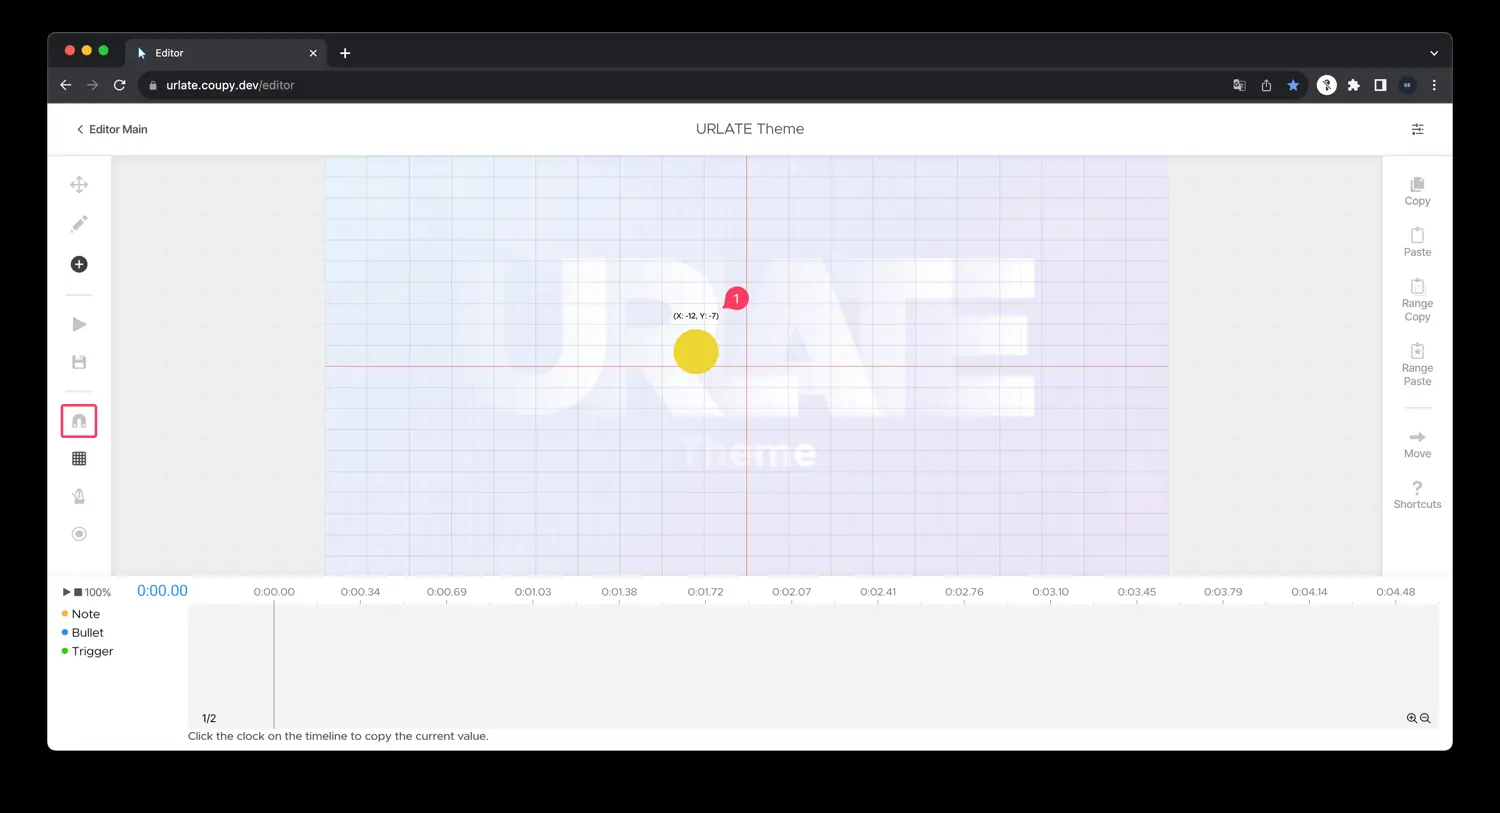 Editor
urlate.coupy.dev/editor
Editor Main
URLATE Theme
Copy
Paste
Range
Copy
Range
Paste
Move
?
Shortcuts
URLATE
Theme
1
(X: -12, Y: -7)
100%
0:00.00
0:00.00 0:00.34 0:00.69 0:01.03 0:01.38 0:01.72 0:02.07 0:02.41 0:02.76 0:03.10 0:03.45 0:03.79 0:04.14 0:04.48
Note
Bullet
Trigger
1/2
Click the clock on the timeline to copy the current value.